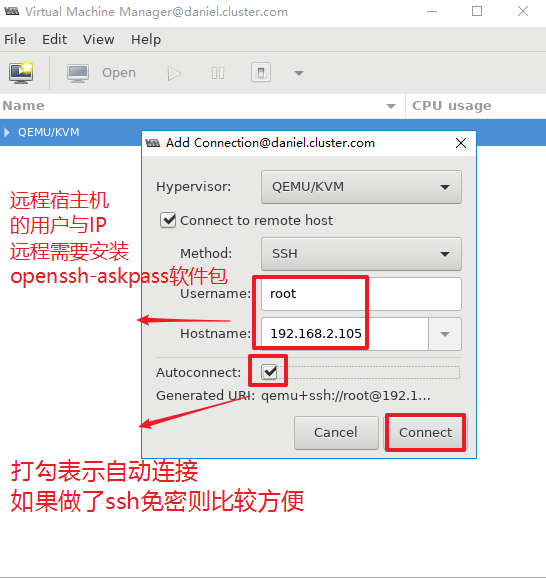 Virtual Machine Manager@daniel.cluster.com
File Edit View Help
Open
Name CPU usage
QEMU/KVM
Add Connection@daniel.cluster.com
Hypervisor: QEMU/KVM
Connect to remote host
Method: SSH
Username: root
Hostname: 192.168.2.105
Autoconnect:
Generated URI: qemu+ssh://root@192.1...
Cancel Connect
远程宿主机
的用户与IP
远程需要安装
openssh-askpass软件包
打勾表示自动连接
如果做了ssh免密则比较方便